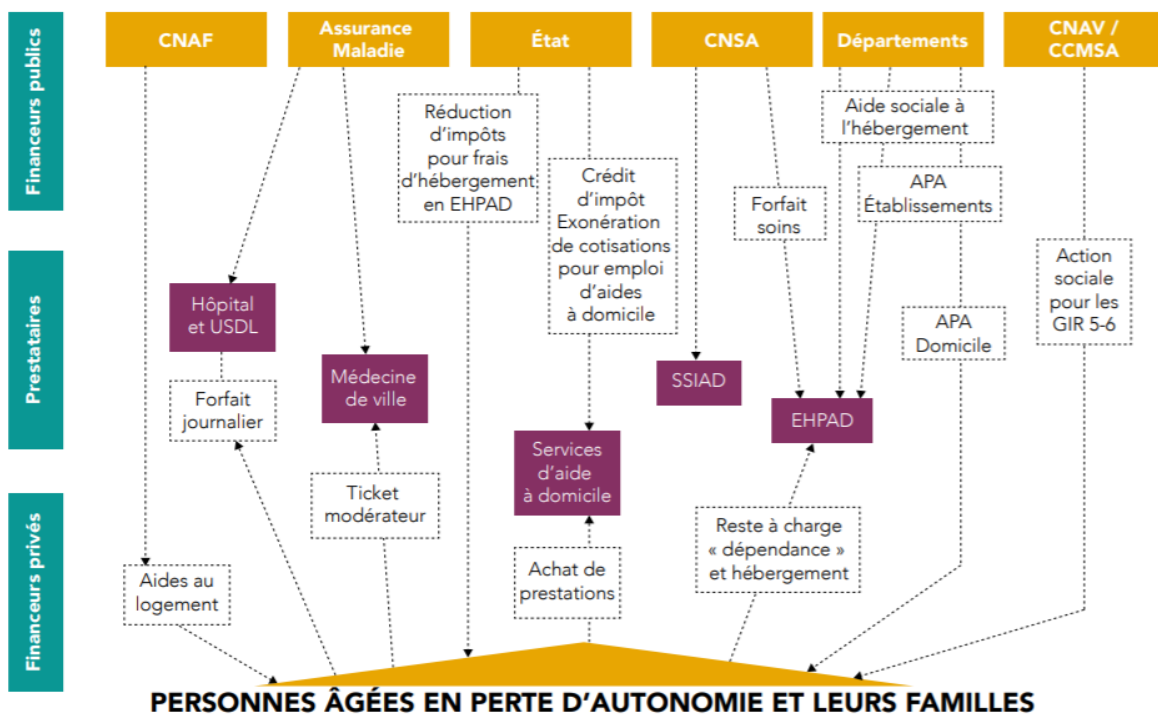 Financeurs publics
CNAF
Assurance
Maladie
État
CNSA
Départements
CNAV /
CCMSA
Réduction
d'impôts
pour frais
d'hébergement
en EHPAD
Crédit
d'impôt
Exonération
de cotisations
pour emploi
d'aides
à domicile
Forfait
soins
Aide sociale à
l'hébergement
APA
Établissements
Action
sociale
pour les
GIR 5-6
APA
Domicile
Prestataires
Hôpital
et USDL
Forfait
journalier
Médecine
de ville
SSIAD
EHPAD
Services
d'aide
à domicile
Financeurs privés
Aides au
logement
Ticket
modérateur
Achat de
prestations
Reste à charge
« dépendance »
et hébergement
PERSONNES ÂGÉES EN PERTE D'AUTONOMIE ET LEURS FAMILLES